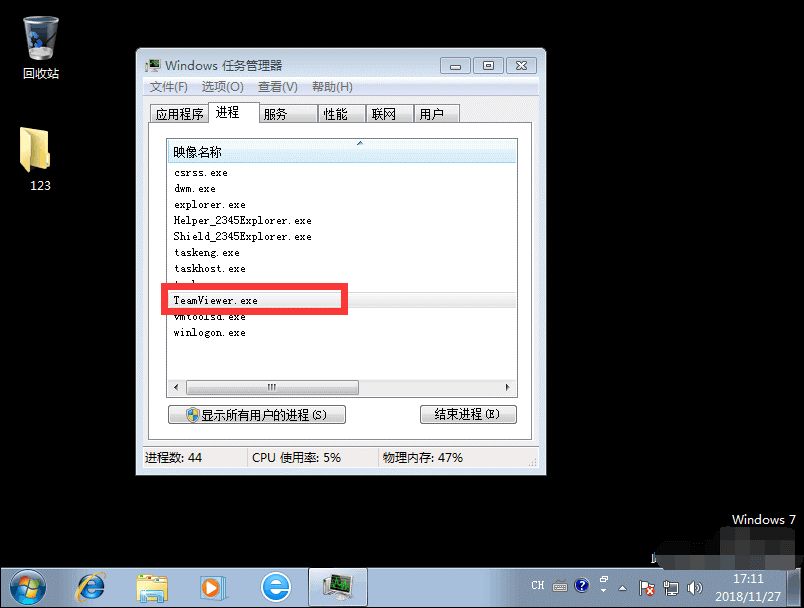 回收站
123
Windows 任务管理器
文件(F) 选项(O) 查看(V) 帮助(H)
应用程序 进程 服务 性能 联网 用户
映像名称
csrss.exe
dwm.exe
explorer.exe
Helper_2345Explorer.exe
Shield_2345Explorer.exe
taskeng.exe
taskhost.exe
TeamViewer.exe
vmtoolsd.exe
winlogon.exe
显示所有用户的进程(S) 结束进程(E)
进程数: 44 CPU 使用率: 5% 物理内存: 47%
Windows 7
CH
17:11
2018/11/27